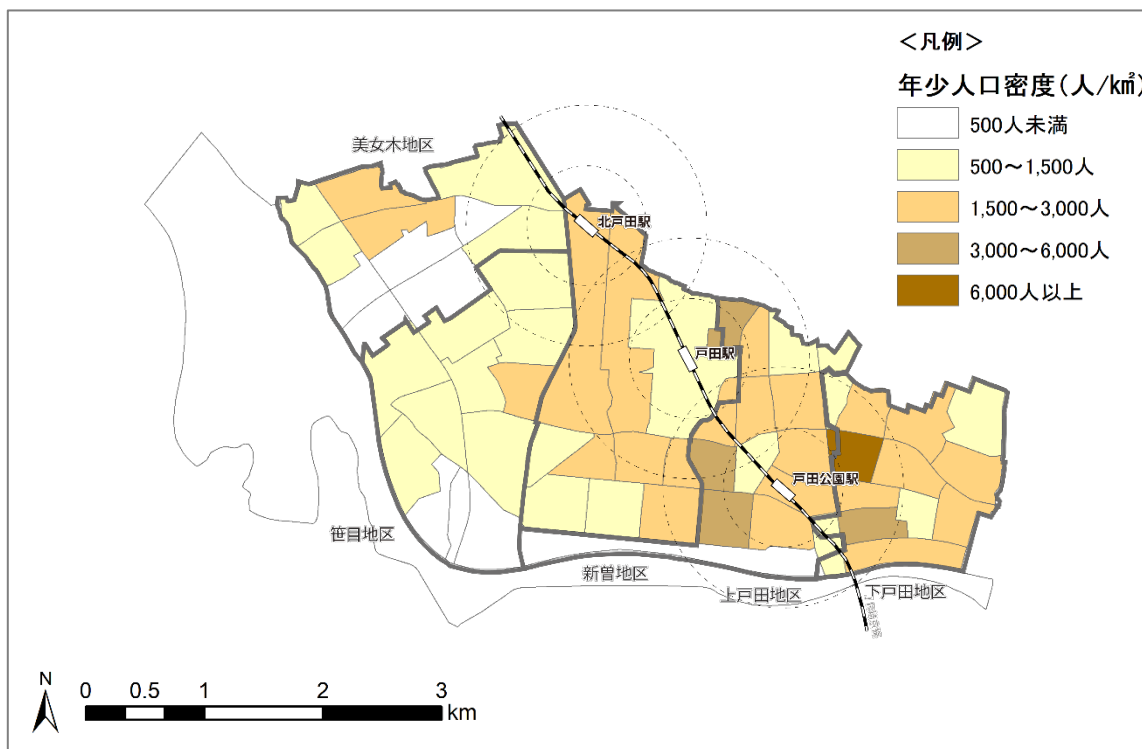 ＜凡例＞
年少人口密度(人/㎢)
500人未満
500～1,500人
1,500～3,000人
3,000～6,000人
6,000人以上
美女木地区
北戸田駅
戸田駅
戸田公園駅
笹目地区
新曽地区
上戸田地区
下戸田地区
N
0 0.5 1 2 3
km